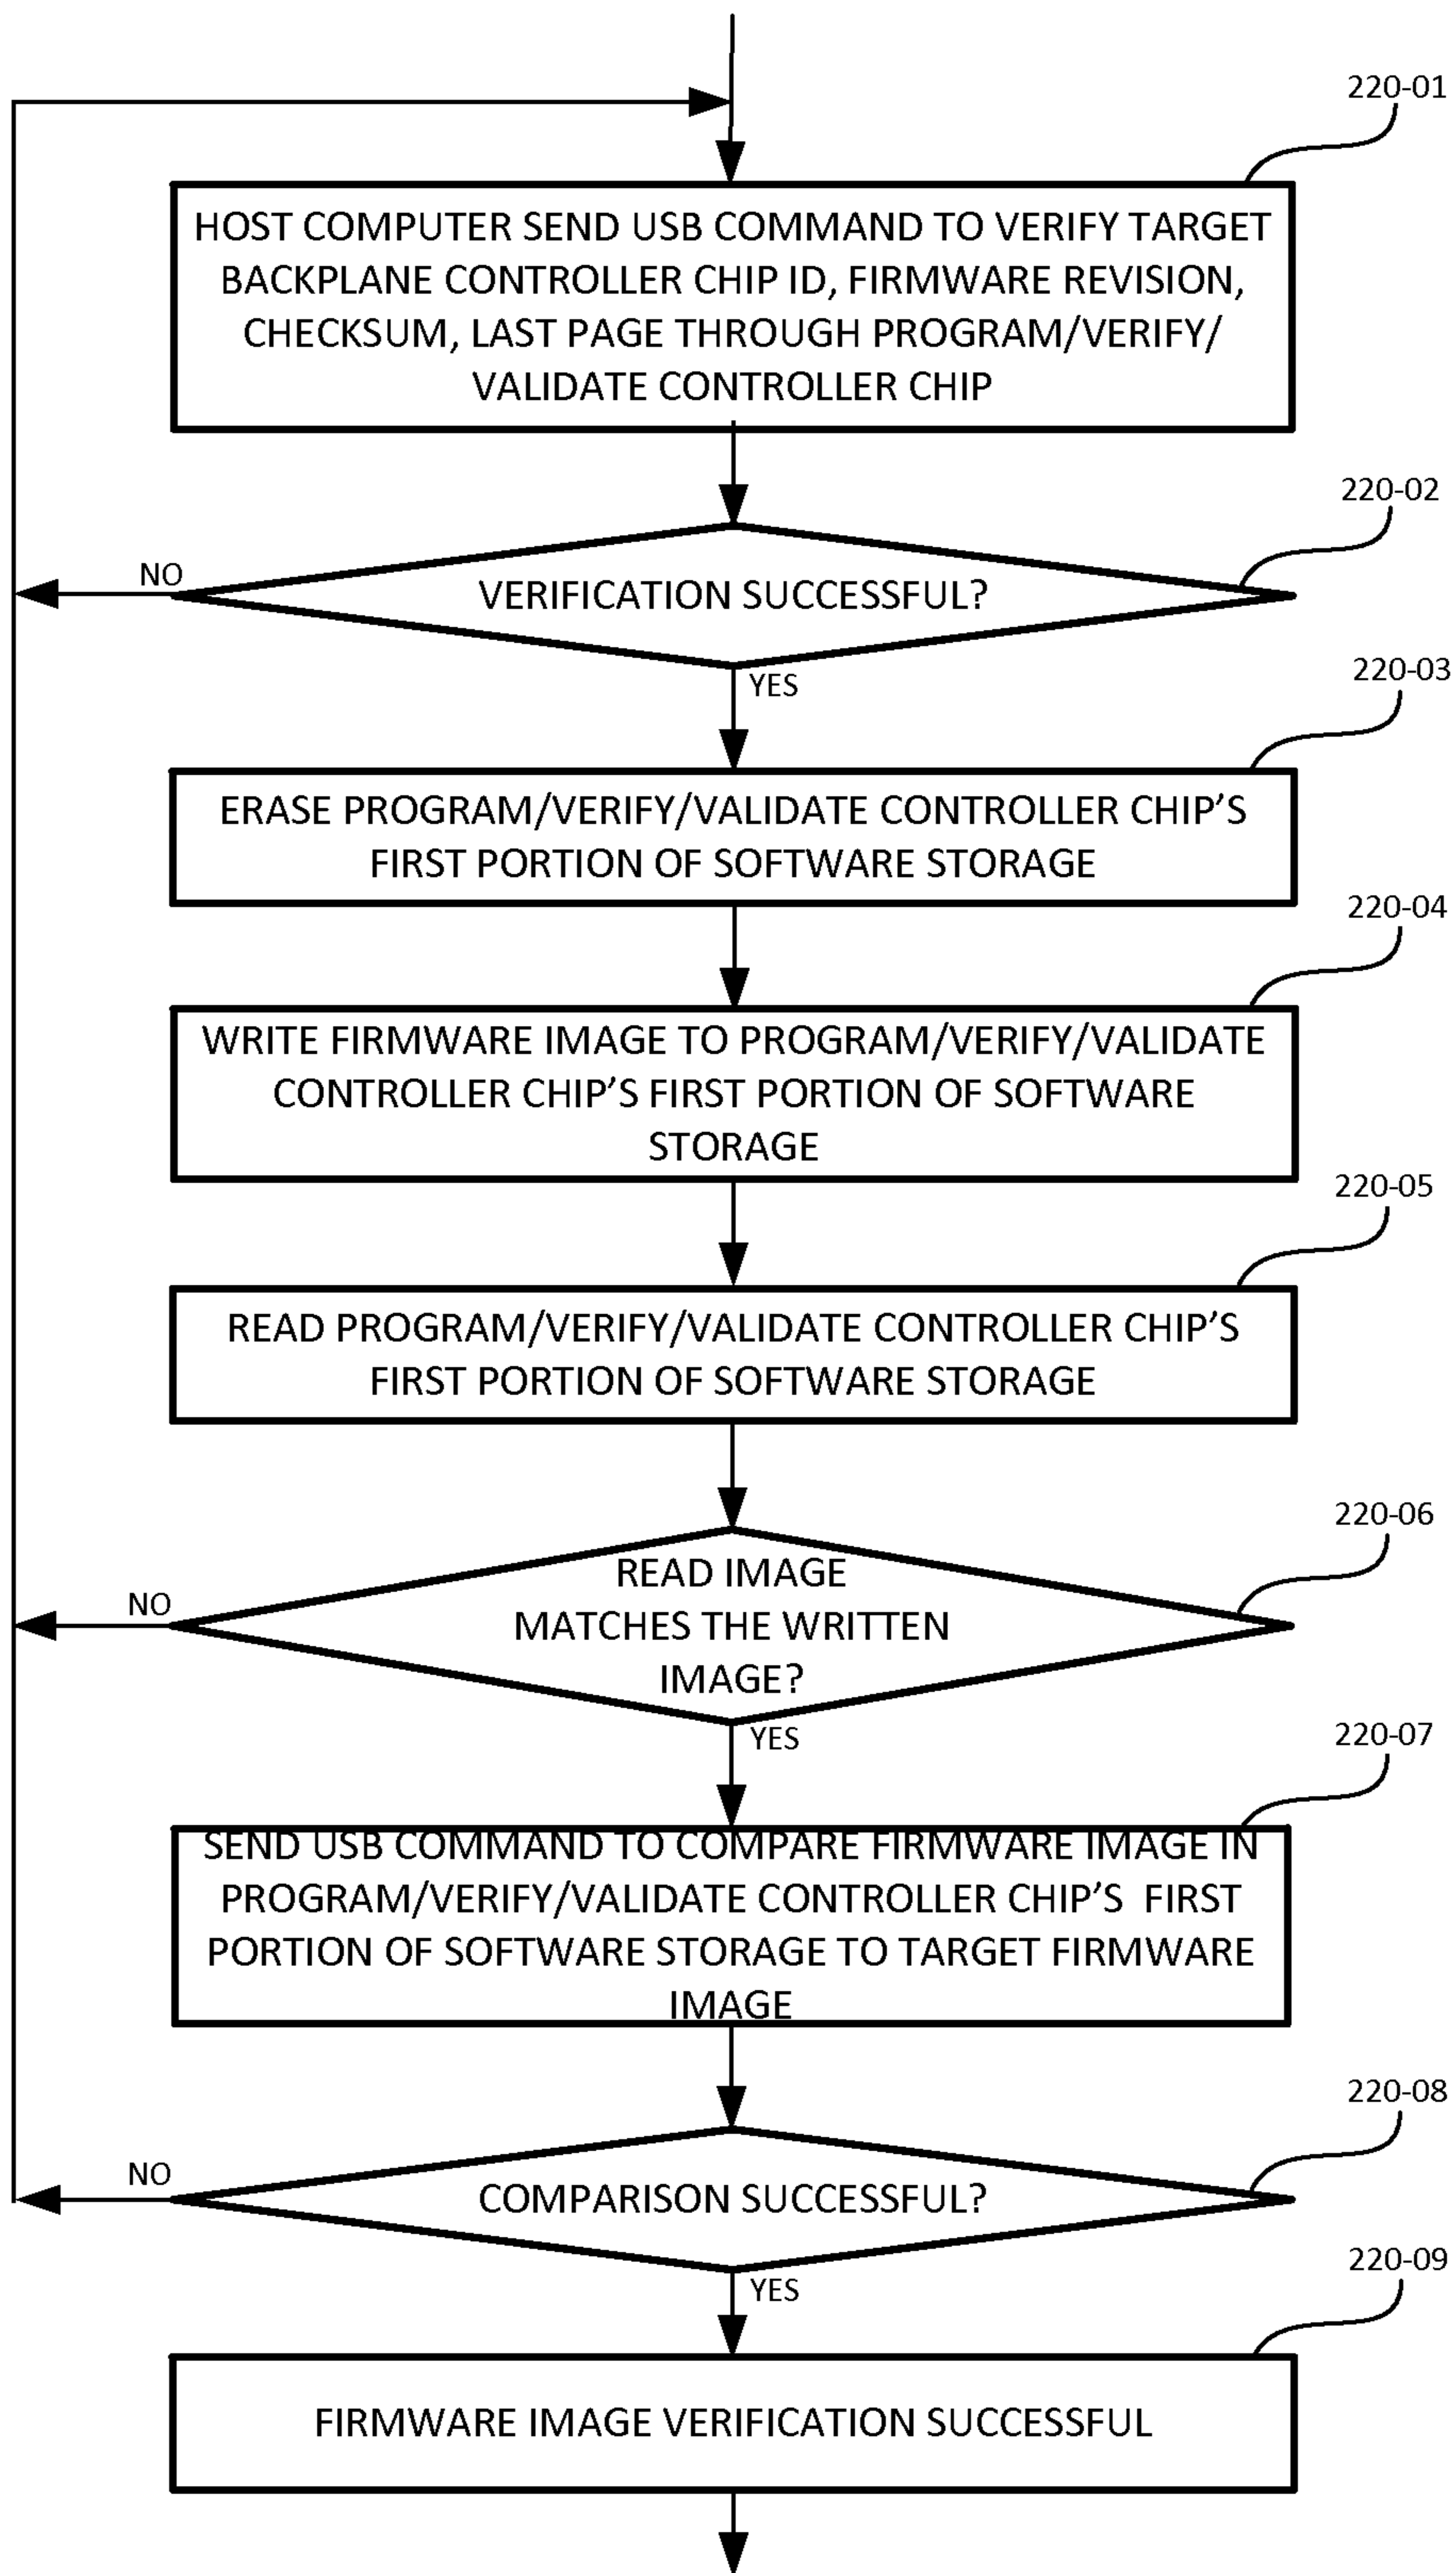 220-01
HOST COMPUTER SEND USB COMMAND TO VERIFY TARGET
BACKPLANE CONTROLLER CHIP ID, FIRMWARE REVISION,
CHECKSUM, LAST PAGE THROUGH PROGRAM/VERIFY/
VALIDATE CONTROLLER CHIP
220-02
NO
VERIFICATION SUCCESSFUL?
YES
220-03
ERASE PROGRAM/VERIFY/VALIDATE CONTROLLER CHIP’S
FIRST PORTION OF SOFTWARE STORAGE
220-04
WRITE FIRMWARE IMAGE TO PROGRAM/VERIFY/VALIDATE
CONTROLLER CHIP’S FIRST PORTION OF SOFTWARE
STORAGE
220-05
READ PROGRAM/VERIFY/VALIDATE CONTROLLER CHIP’S
FIRST PORTION OF SOFTWARE STORAGE
220-06
NO
READ IMAGE
MATCHES THE WRITTEN
IMAGE?
YES
220-07
SEND USB COMMAND TO COMPARE FIRMWARE IMAGE IN
PROGRAM/VERIFY/VALIDATE CONTROLLER CHIP’S FIRST
PORTION OF SOFTWARE STORAGE TO TARGET FIRMWARE
IMAGE
220-08
NO
COMPARISON SUCCESSFUL?
YES
220-09
FIRMWARE IMAGE VERIFICATION SUCCESSFUL